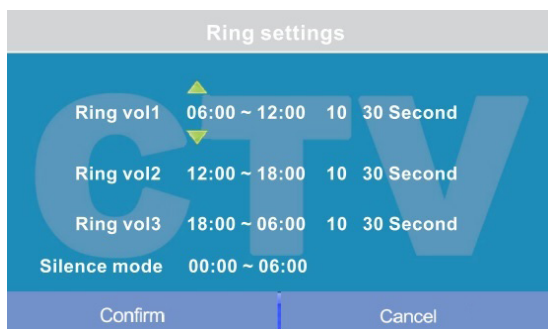 Ring settings
CTV
Ring vol1 06:00 ~ 12:00 10 30 Second
Ring vol2 12:00 ~ 18:00 10 30 Second
Ring vol3 18:00 ~ 06:00 10 30 Second
Silence mode 00:00 ~ 06:00
Confirm Cancel